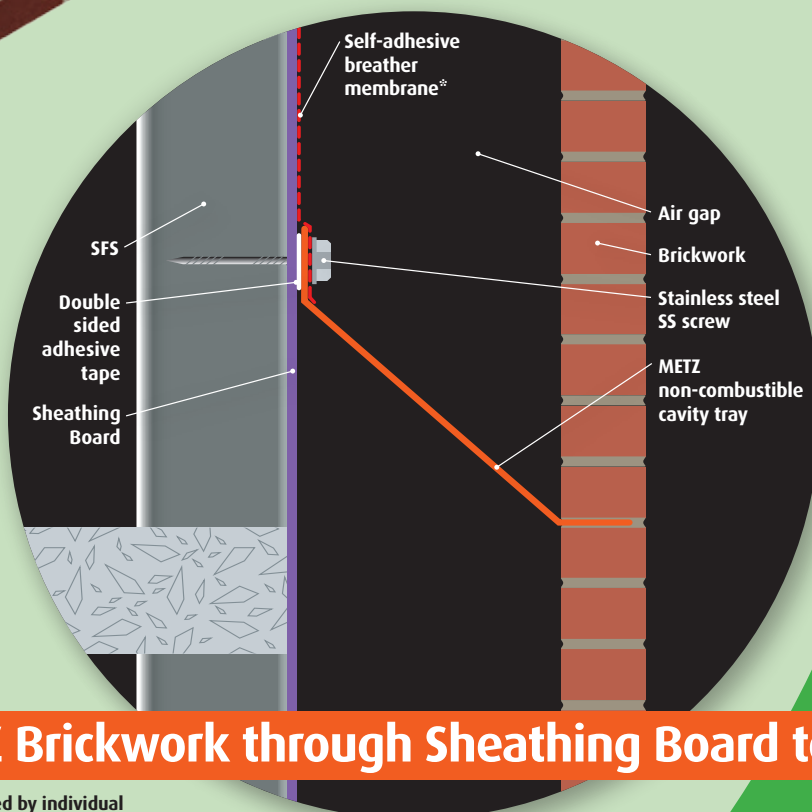 Self-adhesive
breather
membrane*
SFS
Double
sided
adhesive
tape
Sheathing
Board
Air gap
Brickwork
Stainless steel
SS screw
METZ
non-combustible
cavity tray
Brickwork through Sheathing Board
by individual